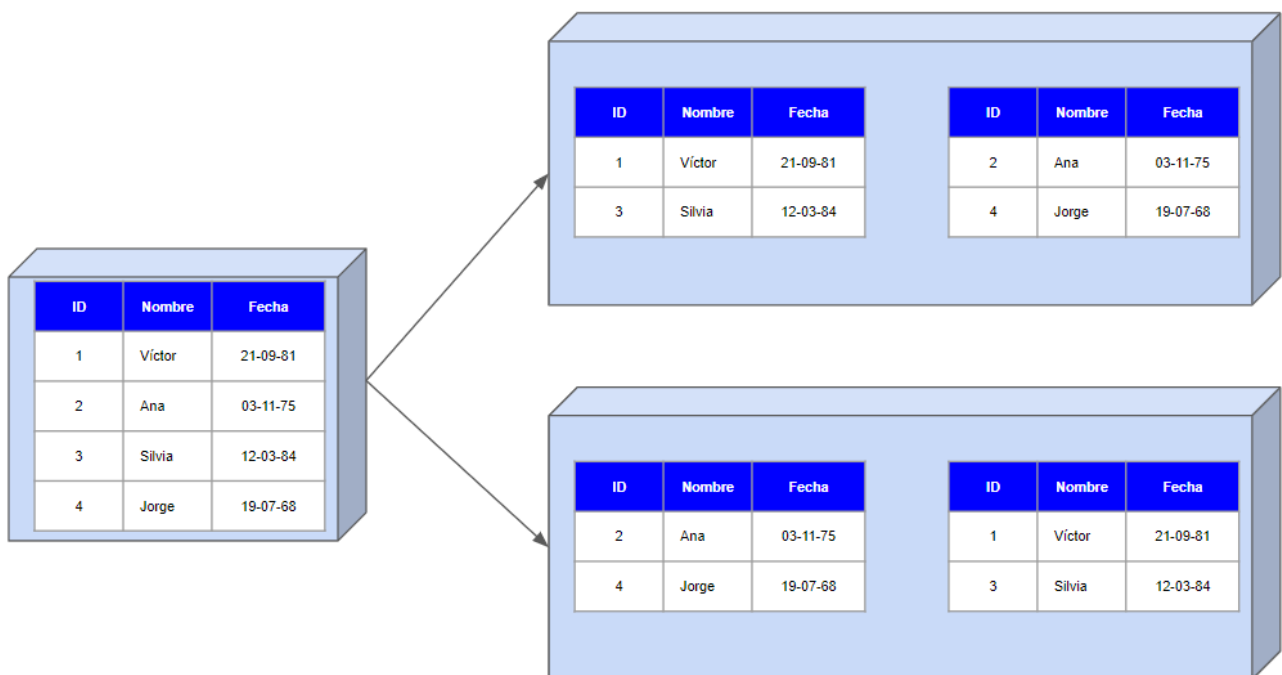 ID Nombre Fecha
1 Víctor 21-09-81
2 Ana 03-11-75
3 Silvia 12-03-84
4 Jorge 19-07-68
ID Nombre Fecha
1 Víctor 21-09-81
3 Silvia 12-03-84
ID Nombre Fecha
2 Ana 03-11-75
4 Jorge 19-07-68
ID Nombre Fecha
2 Ana 03-11-75
4 Jorge 19-07-68
ID Nombre Fecha
1 Víctor 21-09-81
3 Silvia 12-03-84